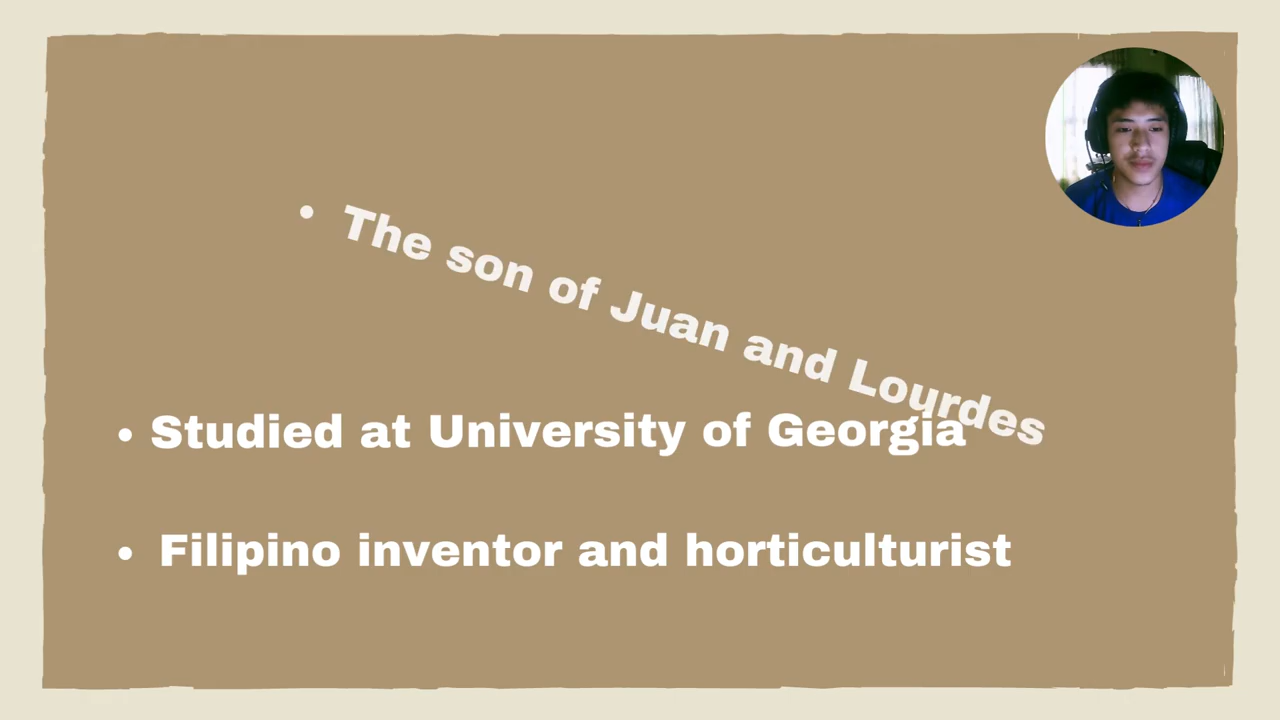 • The son of Juan and Lourdes
• Studied at University of Georgia
• Filipino inventor and horticulturist